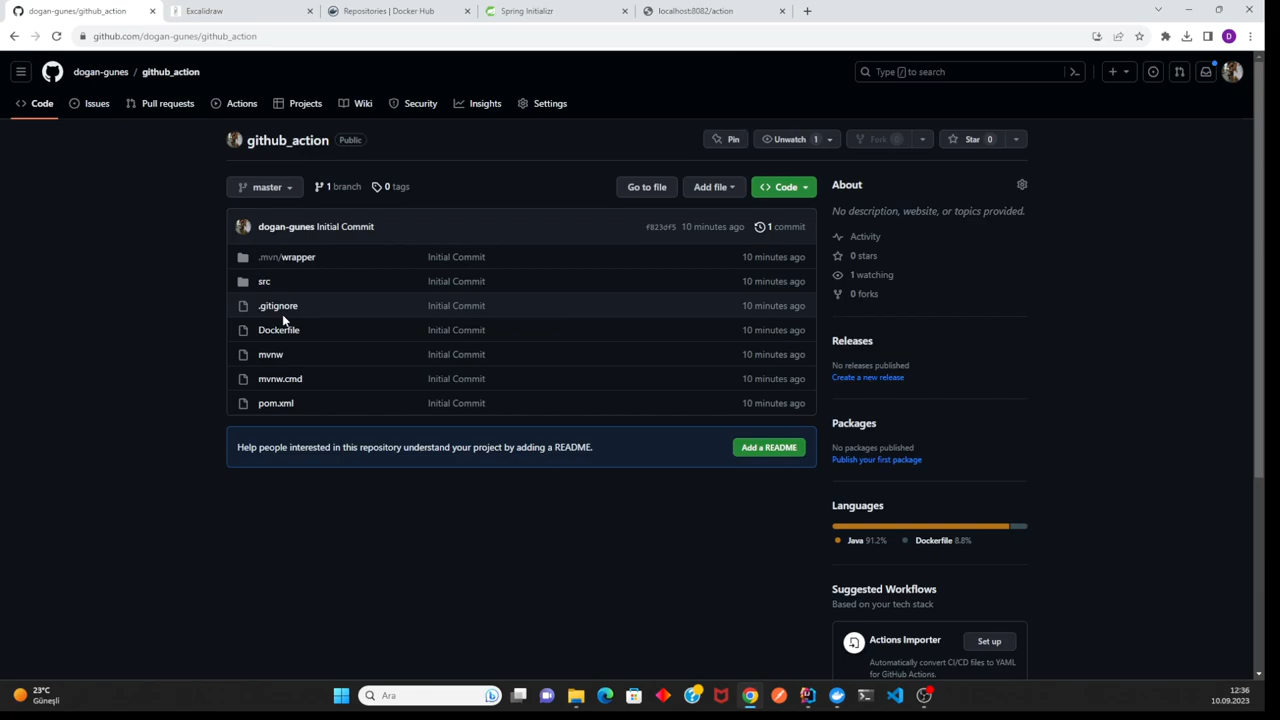 dogan-gunes/github_action
Excalidraw
Repositories | Docker Hub
Spring Initializr
localhost:8082/action
github.com/dogan-gunes/github_action
D
dogan-gunes / github_action
Type / to search
Code
Issues
Pull requests
Actions
Projects
Wiki
Security
Insights
Settings
github_action Public
Pin
Unwatch 1
Fork 0
Star 0
master
1 branch
0 tags
Go to file
Add file
Code
dogan-gunes Initial Commit f823df5 10 minutes ago 1 commit
.mvn/wrapper Initial Commit 10 minutes ago
src Initial Commit 10 minutes ago
.gitignore Initial Commit 10 minutes ago
Dockerfile Initial Commit 10 minutes ago
mvnw Initial Commit 10 minutes ago
mvnw.cmd Initial Commit 10 minutes ago
pom.xml Initial Commit 10 minutes ago
Help people interested in this repository understand your project by adding a README.
Add a README
About
No description, website, or topics provided.
Activity
0 stars
1 watching
0 forks
Releases
No releases published
Create a new release
Packages
No packages published
Publish your first package
Languages
Java 91.2% Dockerfile 8.8%
Suggested Workflows
Based on your tech stack
Actions Importer
Set up
Automatically convert CI/CD files to YAML
for GitHub Actions
23°C
Güneşli
Ara
12:36
10.09.2023